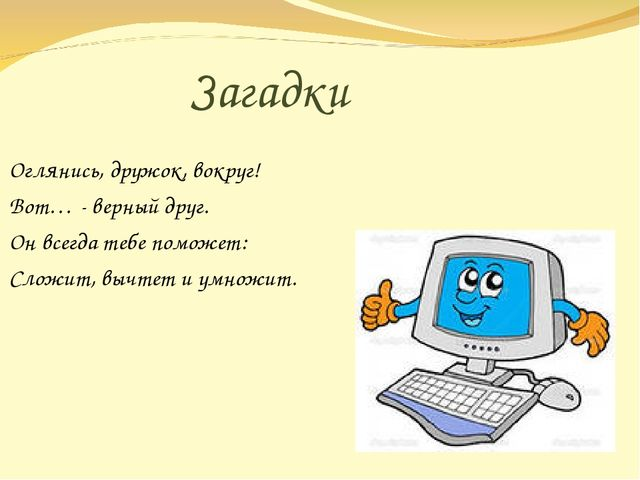 Загадки
Оглянись, дружок, вокруг!
Вот… - верный друг.
Он всегда тебе поможет:
Сложит, вычтет и умножит.